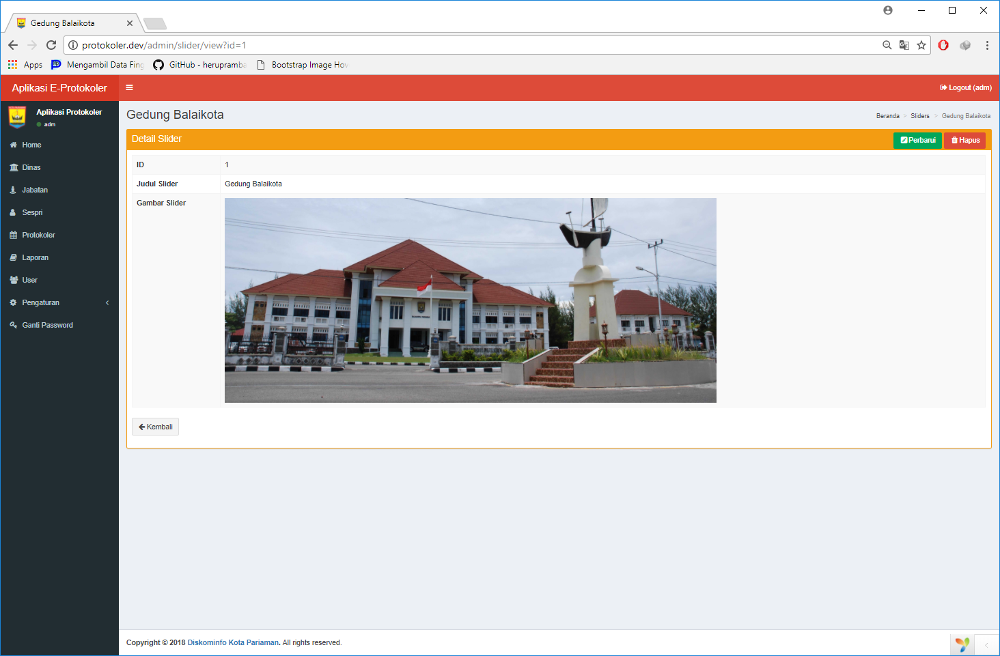 Gedung Balaikota
protokoler.dev/admin/slider/view?id=1
Apps
Mengambil Data Fing
GitHub - herupramba
Bootstrap Image Hov
Aplikasi E-Protokoler
Logout (adm)
Aplikasi Protokoler
adm
Home
Dinas
Jabatan
Sespri
Protokoler
Laporan
User
Pengaturan
Ganti Password
Gedung Balaikota
Beranda > Sliders > Gedung Balaikota
Detail Slider
Perbarui
Hapus
ID 1
Judul Slider Gedung Balaikota
Gambar Slider
Kembali
Copyright © 2018 Diskominfo Kota Pariaman. All rights reserved.